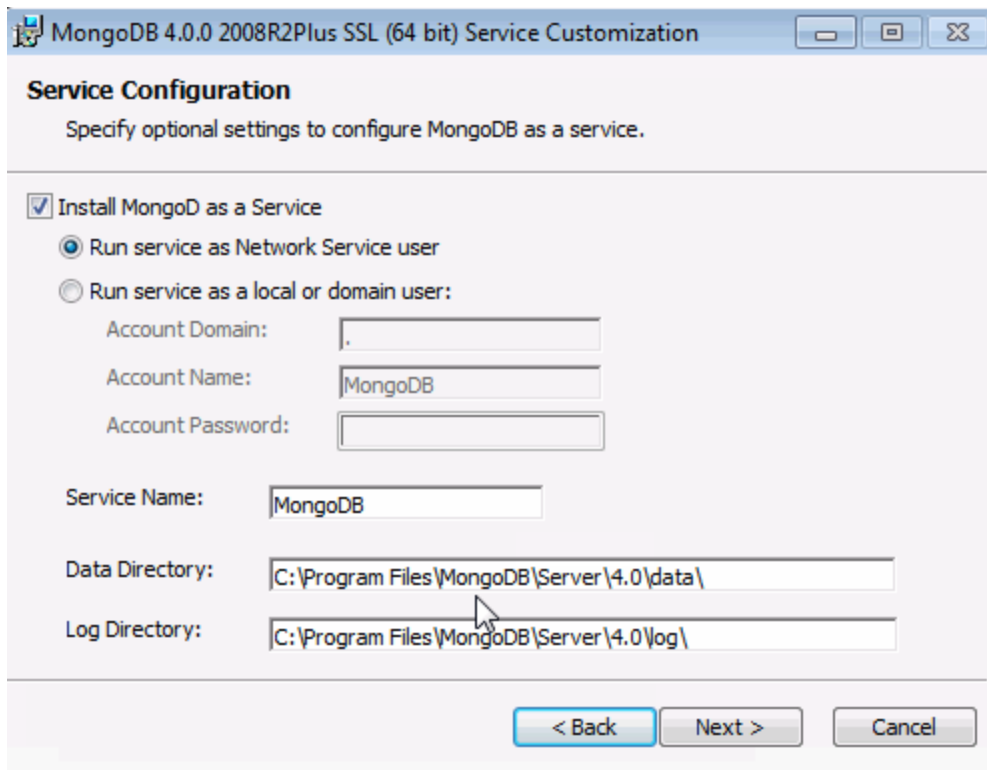 MongoDB 4.0.0 2008R2Plus SSL (64 bit) Service Customization
Service Configuration
Specify optional settings to configure MongoDB as a service.
Install MongoD as a Service
Run service as Network Service user
Run service as a local or domain user:
Account Domain: .
Account Name: MongoDB
Account Password:
Service Name: MongoDB
Data Directory: C:\Program Files\MongoDB\Server\4.0\data\
Log Directory: C:\Program Files\MongoDB\Server\4.0\log\
< Back Next > Cancel